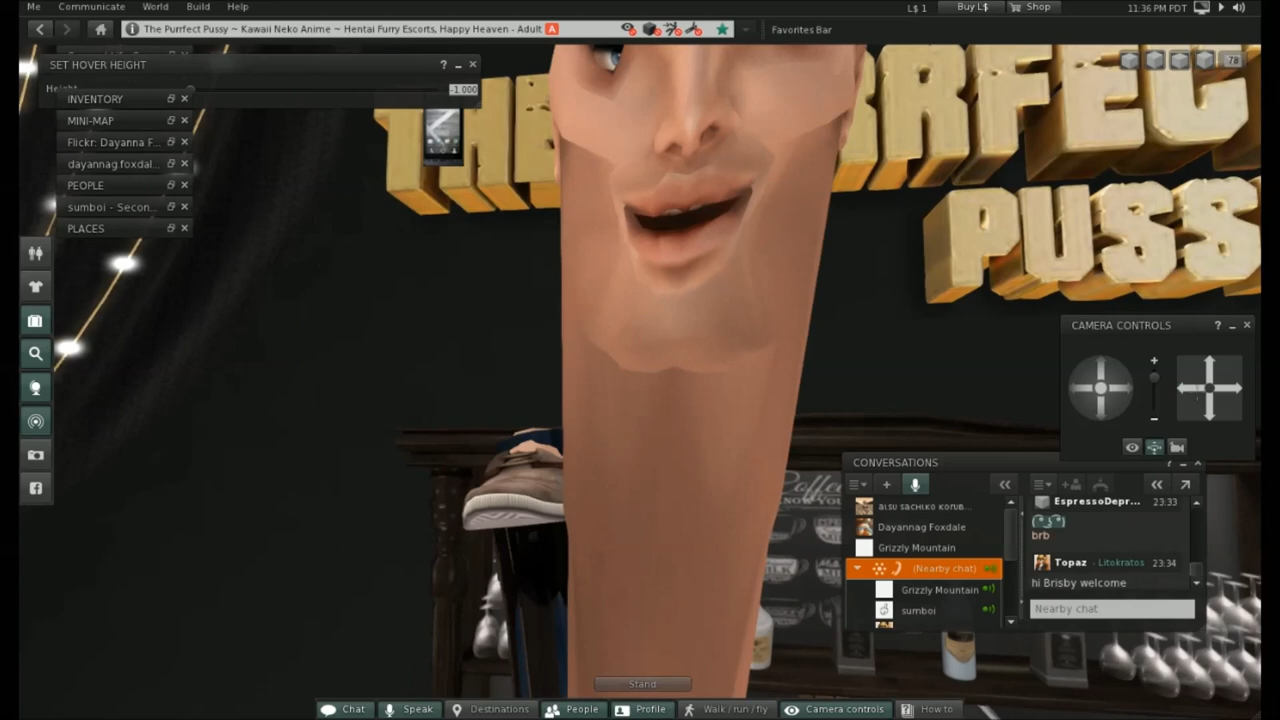 Me Communicate World Build Help L$ 1 Buy L$ Shop 11:36 PM PDT
The Purrfect Pussy ~ Kawaii Neko Anime ~ Hentai Furry Escorts, Happy Heaven - Adult A Favorites Bar
SET HOVER HEIGHT ? 78
-1.000
INVENTORY
MINI-MAP
Flickr: Dayanna F...
dayannag foxdal...
PEOPLE
sumboi - Secon...
PLACES
THE RRFEC
PUSS
CAMERA CONTROLS ?
CONVERSATIONS ?
EspressoDepr... 23:33
( ͡° ͜ʖ ͡°)
brb
Dayannag Foxdale
Grizzly Mountain
(Nearby chat)
Topaz - Litokratos 23:34
hi Brisby welcome
Grizzly Mountain
sumboi
Nearby chat
Coffee
MILK
Stand
Chat Speak Destinations People Profile Walk / run / fly Camera controls How to